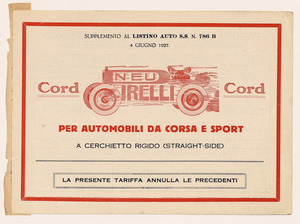 SUPPLEMENTO AL LISTINO AUTO S.S. N. 786 B
4 GIUGNO 1927.
NEU
PIRELLI
Cord Cord
PER AUTOMOBILI DA CORSA E SPORT
A CERCHIETTO RIGIDO (STRAIGHT-SIDE)
LA PRESENTE TARIFFA ANNULLA LE PRECEDENTI